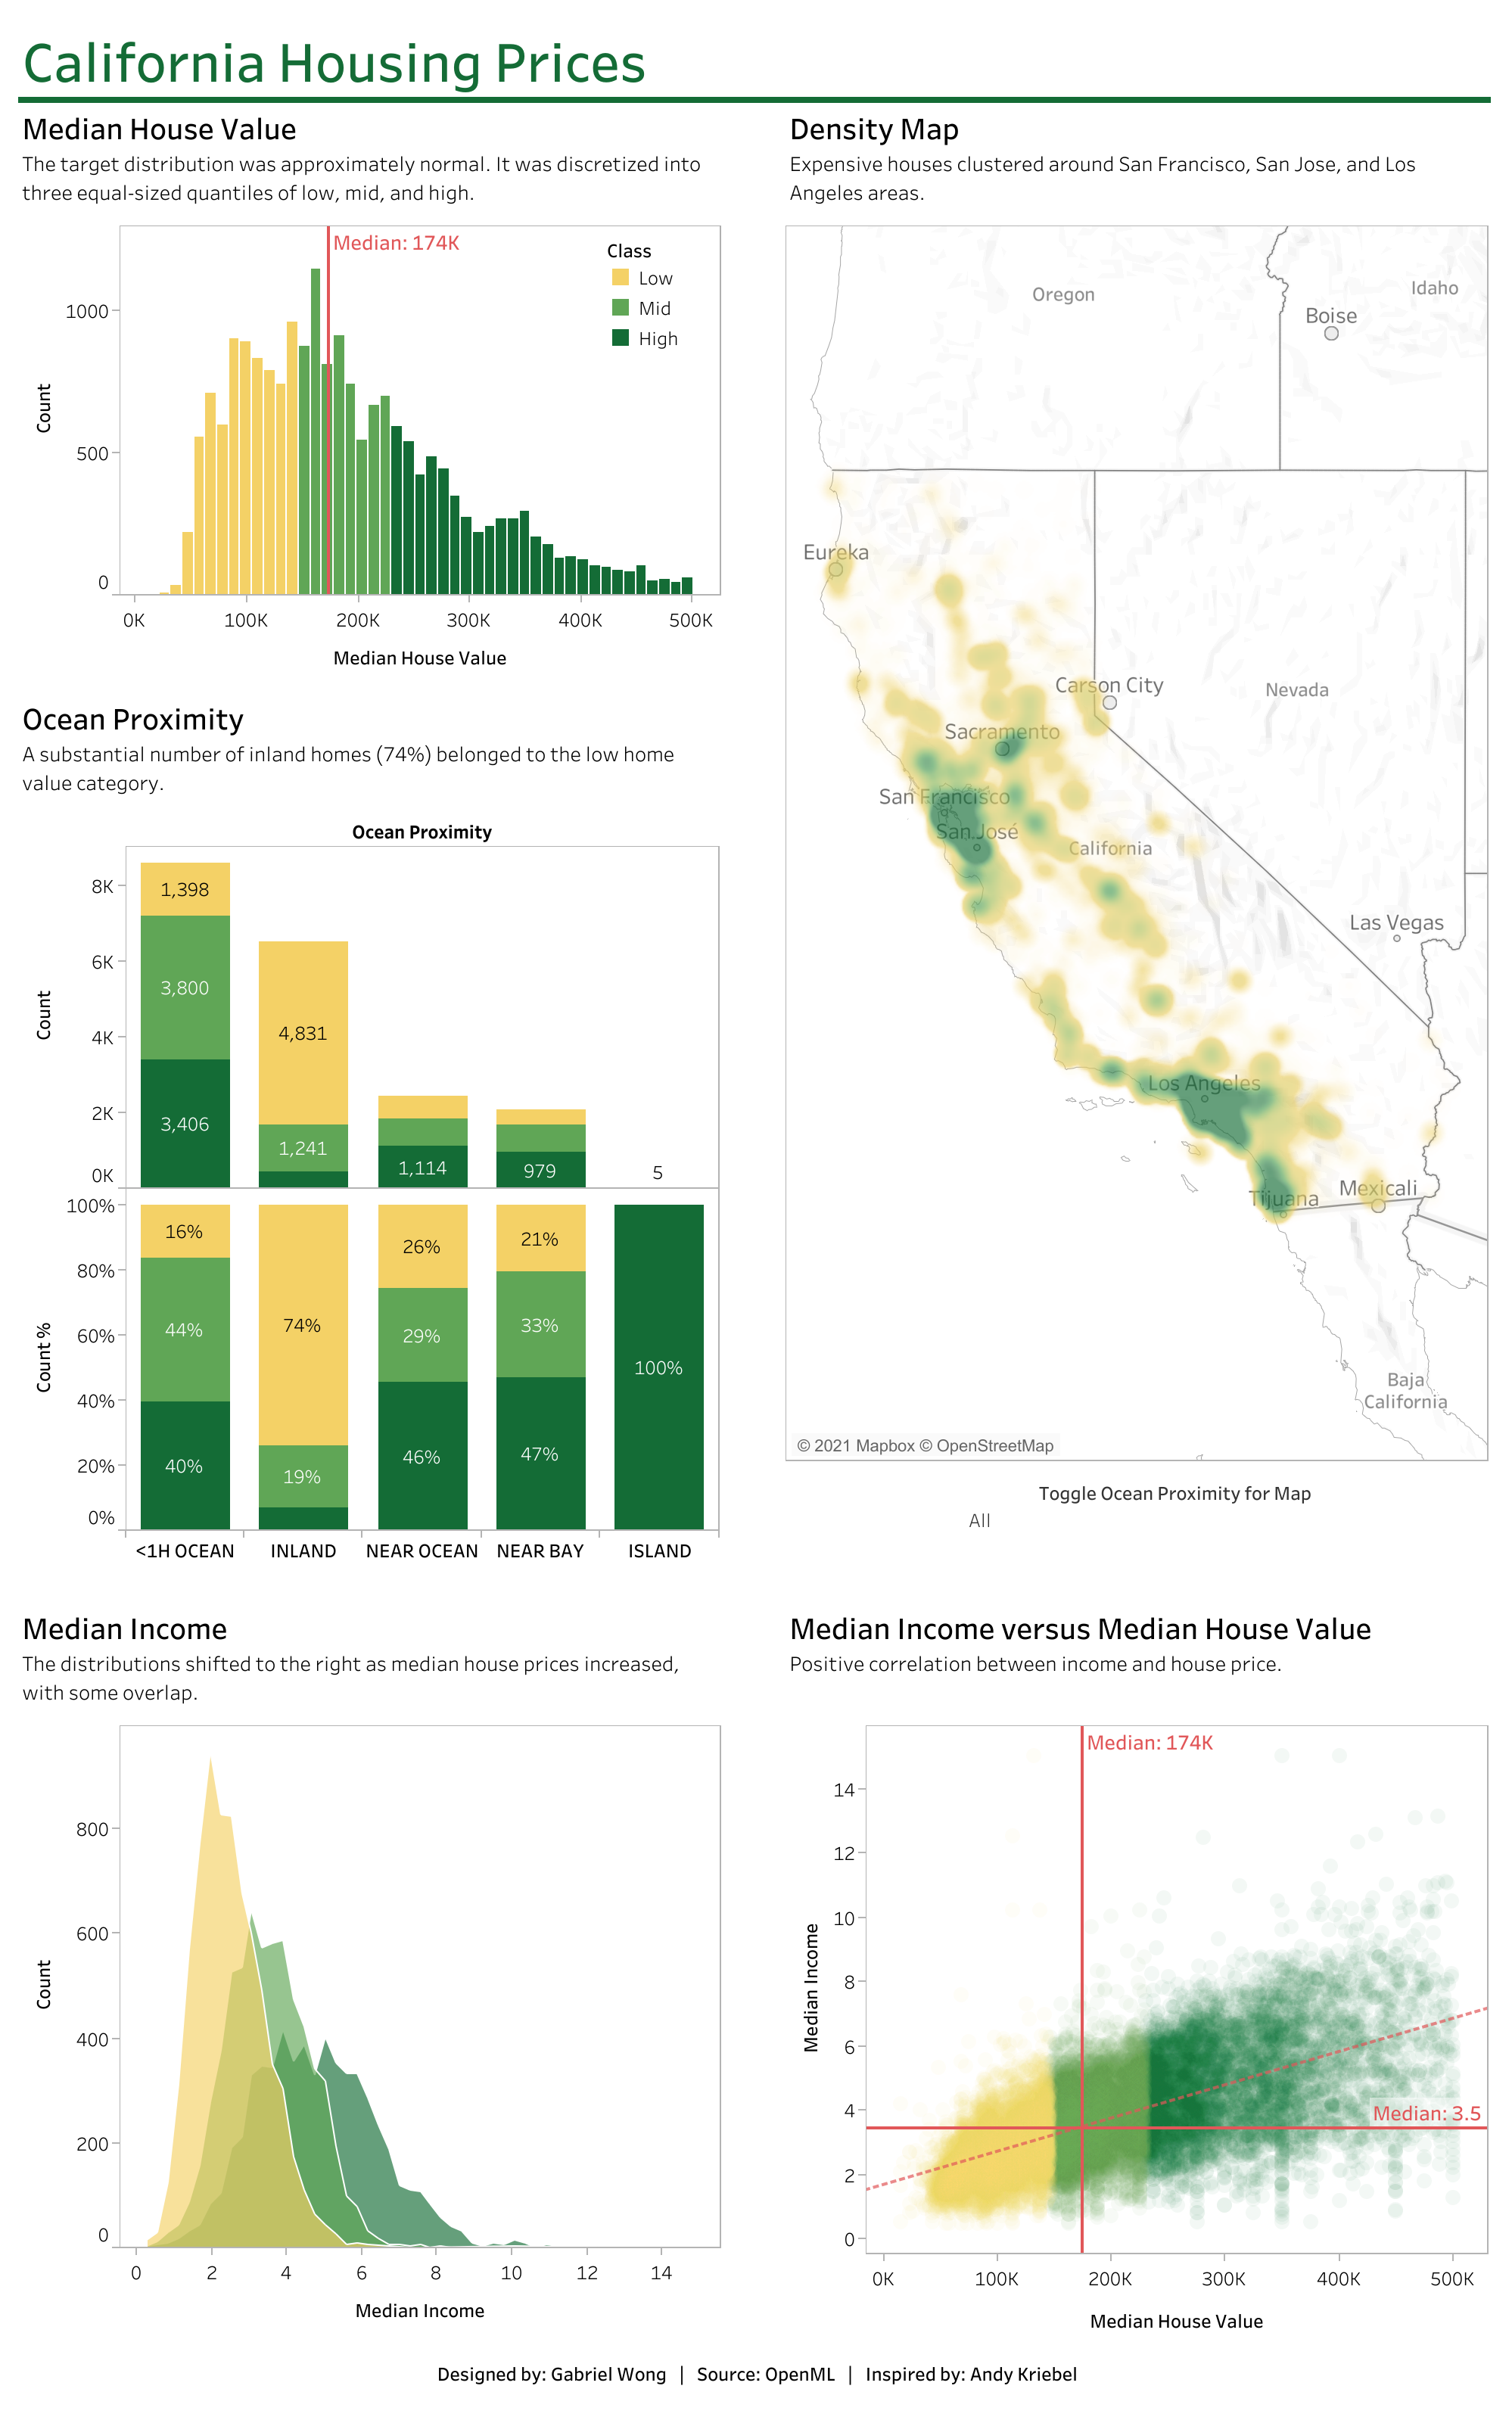 California Housing Prices
Median House Value
The target distribution was approximately normal. It was discretized into
three equal-sized quantiles of low, mid, and high.
Median: 174K
Class
Low
Mid
High
1000
500
0
Count
0K 100K 200K 300K 400K 500K
Median House Value
Ocean Proximity
A substantial number of inland homes (74%) belonged to the low home
value category.
Ocean Proximity
8K
6K
4K
2K
0K
Count
1,398
3,800
3,406
4,831
1,241
1,114
979
5
100%
80%
60%
40%
20%
0%
Count %
16%
44%
40%
74%
19%
26%
29%
46%
21%
33%
47%
100%
<1H OCEAN INLAND NEAR OCEAN NEAR BAY ISLAND
Density Map
Expensive houses clustered around San Francisco, San Jose, and Los
Angeles areas.
Oregon
Idaho
Boise
Eureka
Carson City
Nevada
Sacramento
San Francisco
San José
California
Las Vegas
Los Angeles
Tijuana
Mexicali
Baja
California
© 2021 Mapbox © OpenStreetMap
Toggle Ocean Proximity for Map
All
Median Income
The distributions shifted to the right as median house prices increased,
with some overlap.
800
600
400
200
0
Count
0 2 4 6 8 10 12 14
Median Income
Median Income versus Median House Value
Positive correlation between income and house price.
Median: 174K
14
12
10
8
6
4
2
0
Median Income
Median: 3.5
0K 100K 200K 300K 400K 500K
Median House Value
Designed by: Gabriel Wong | Source: OpenML | Inspired by: Andy Kriebel